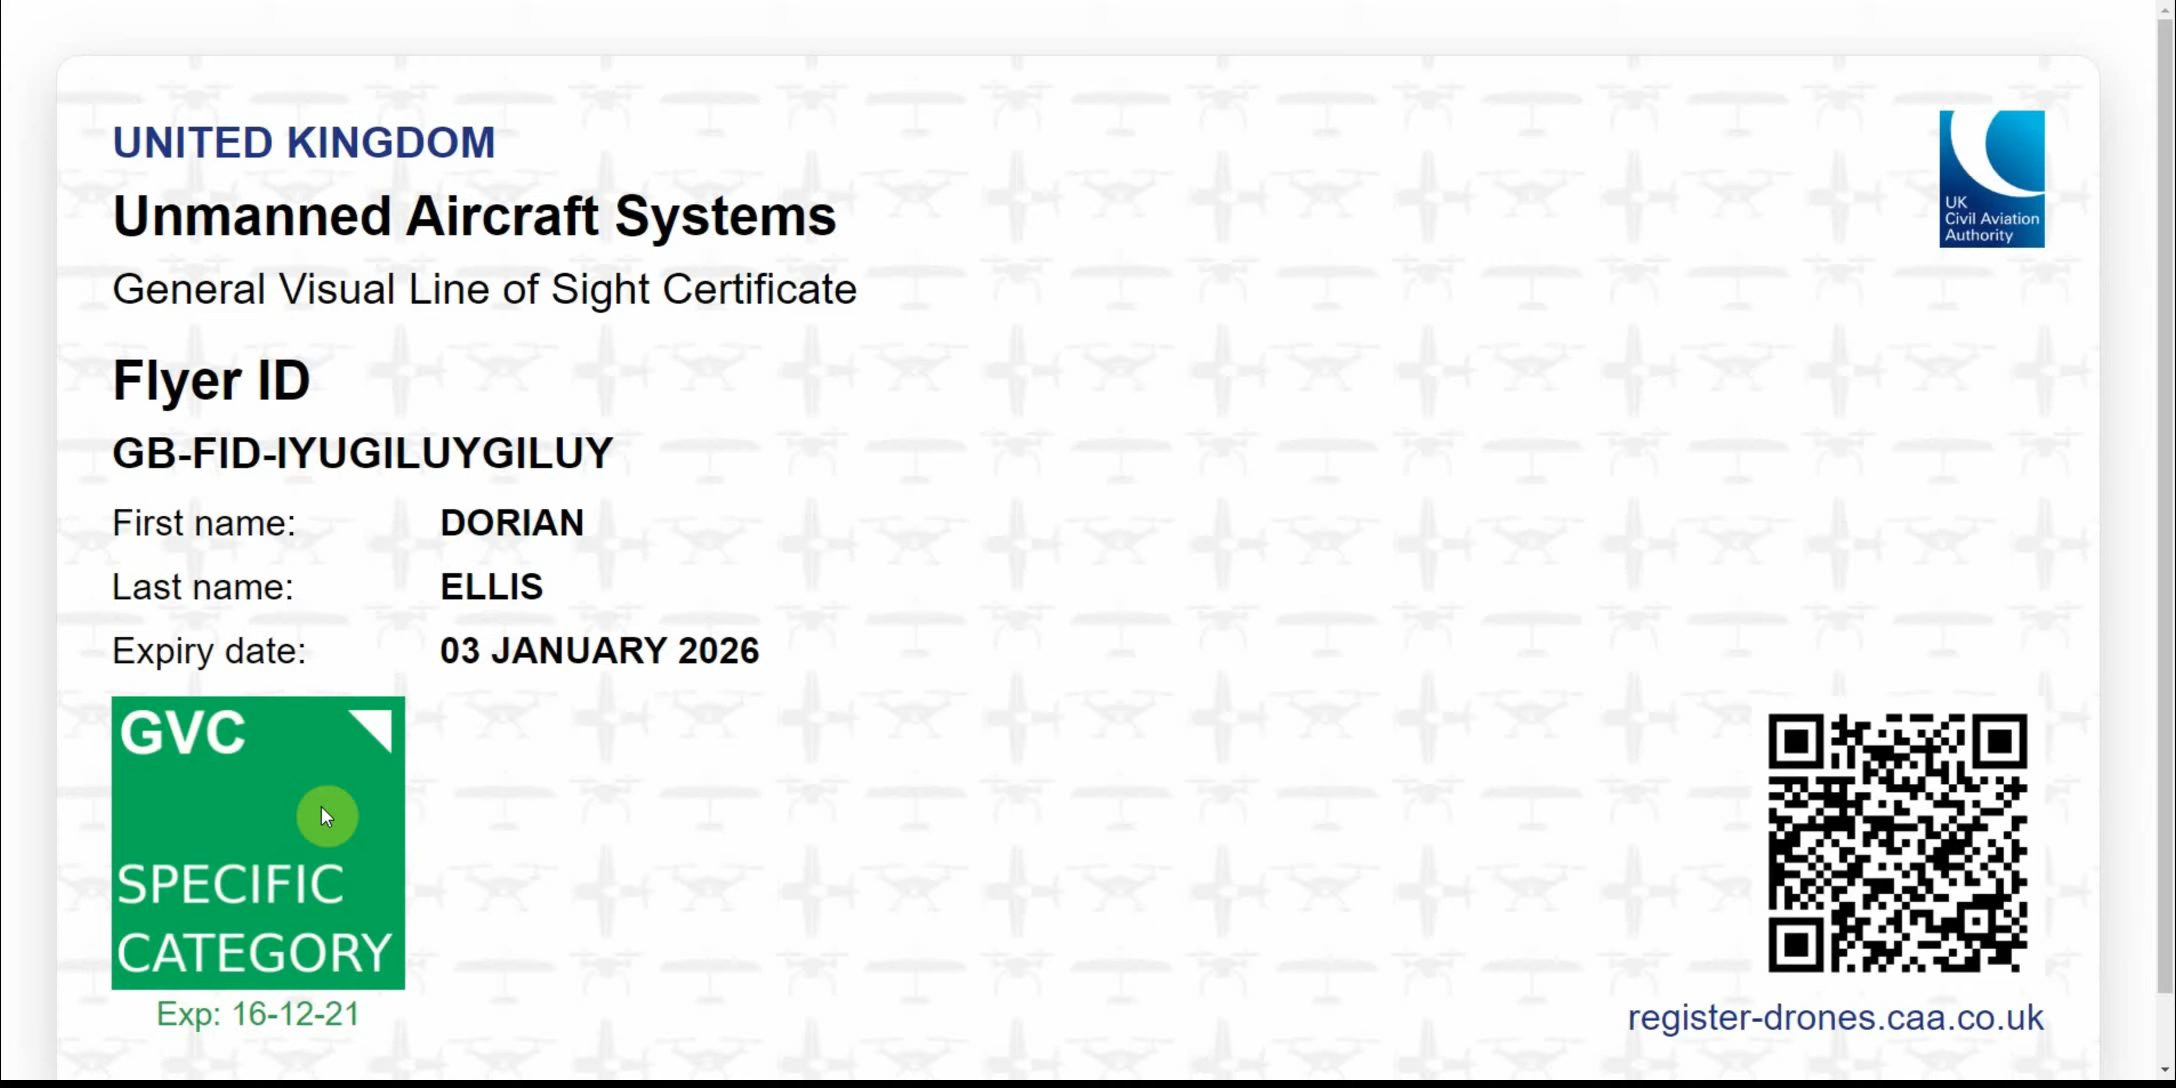 UNITED KINGDOM
Unmanned Aircraft Systems
General Visual Line of Sight Certificate
UK
Civil Aviation
Authority
Flyer ID
GB-FID-IYUGILUYGILUY
First name: DORIAN
Last name: ELLIS
Expiry date: 03 JANUARY 2026
GVC
SPECIFIC
CATEGORY
Exp: 16-12-21
register-drones.caa.co.uk